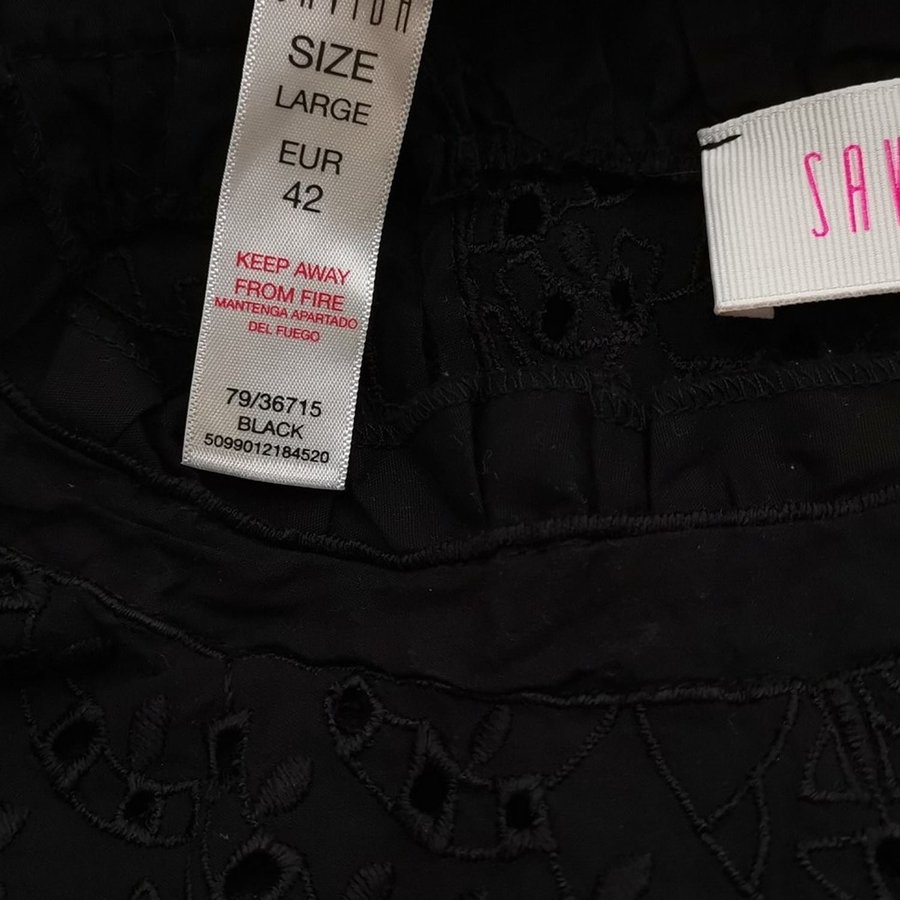 SIZE
LARGE
EUR
42
KEEP AWAY
FROM FIRE
MANTENGA APARTADO
DEL FUEGO
79/36715
BLACK
5099012184520